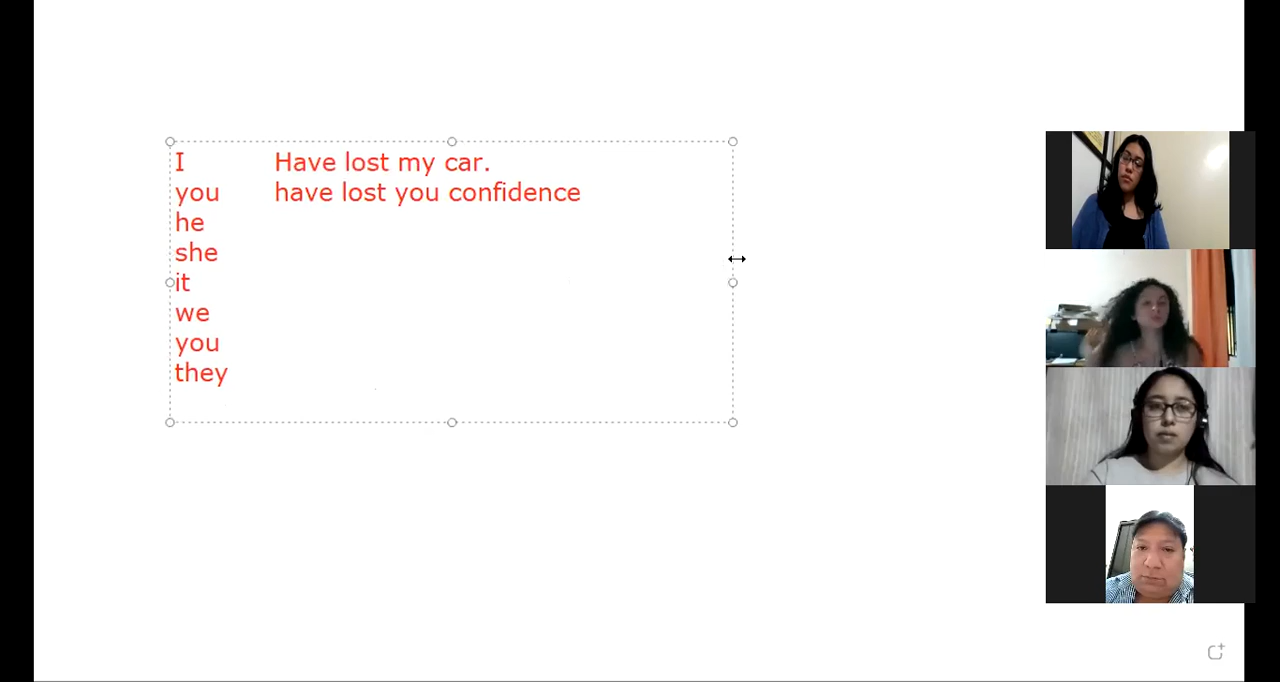 I Have lost my car.
you have lost you confidence
he
she
it
we
you
they